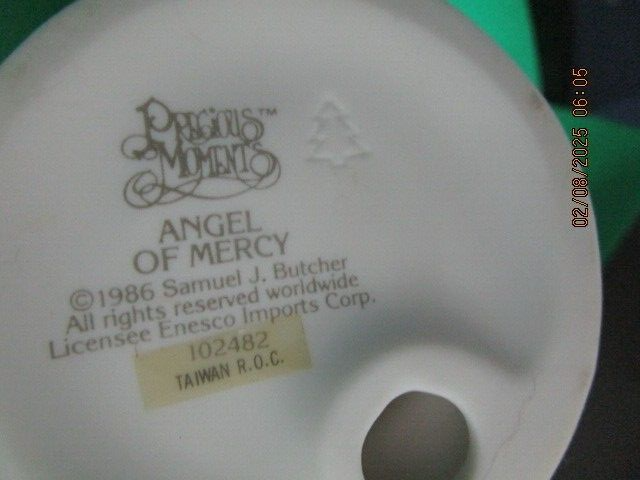 PRECIOUS™
MOMENTS
ANGEL
OF MERCY
©1986 Samuel J. Butcher
All rights reserved worldwide
Licensee Enesco Imports Corp.
102482
TAIWAN R.O.C.
02/08/2025 06:05